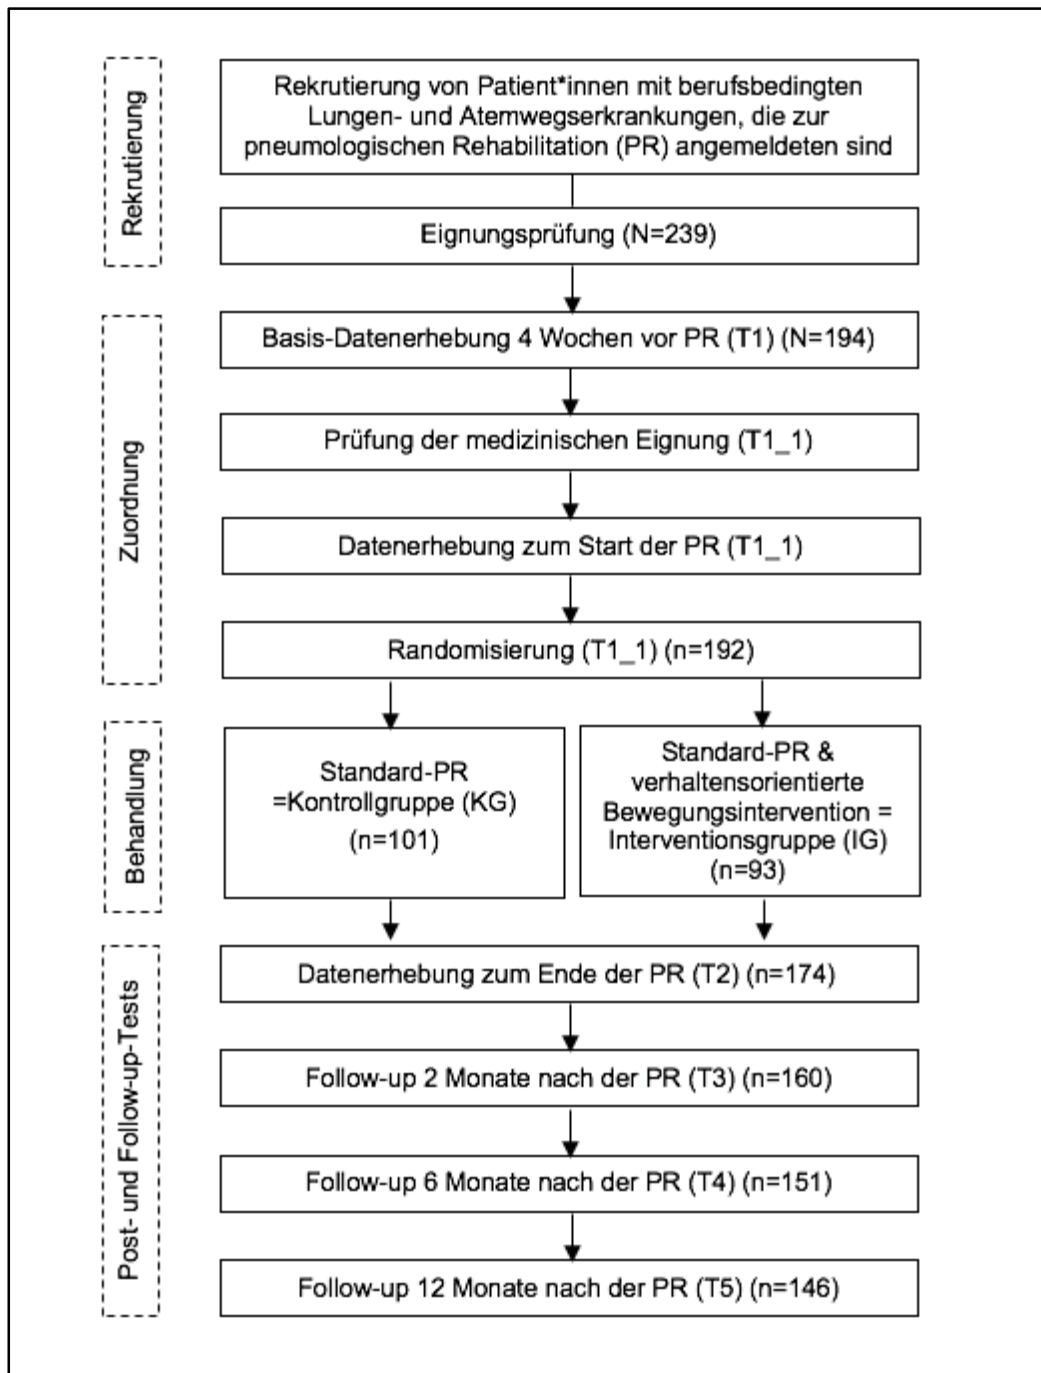 Rekrutierung
Rekrutierung von Patient*innen mit berufsbedingten
Lungen- und Atemwegserkrankungen, die zur
pneumologischen Rehabilitation (PR) angemeldeten sind
Eignungsprüfung (N=239)
Zuordnung
Basis-Datenerhebung 4 Wochen vor PR (T1) (N=194)
Prüfung der medizinischen Eignung (T1_1)
Datenerhebung zum Start der PR (T1_1)
Randomisierung (T1_1) (n=192)
Behandlung
Standard-PR
=Kontrollgruppe (KG)
(n=101)
Standard-PR &
verhaltensorientierte
Bewegungsintervention =
Interventionsgruppe (IG)
(n=93)
Post- und Follow-up-Tests
Datenerhebung zum Ende der PR (T2) (n=174)
Follow-up 2 Monate nach der PR (T3) (n=160)
Follow-up 6 Monate nach der PR (T4) (n=151)
Follow-up 12 Monate nach der PR (T5) (n=146)